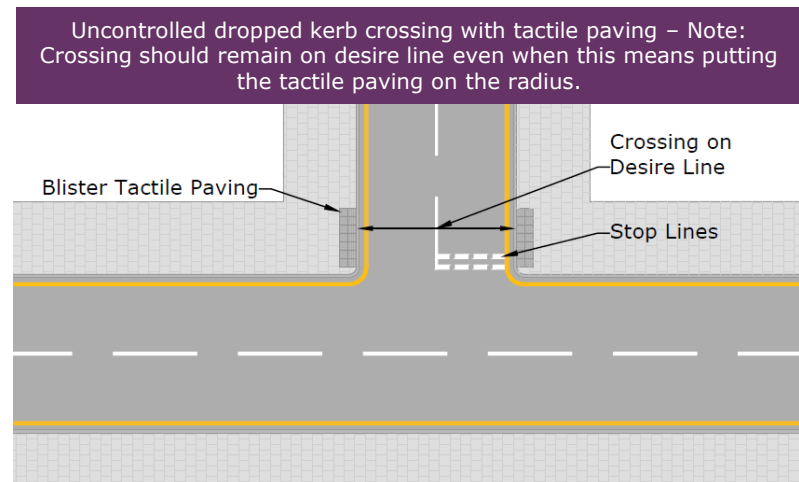 Uncontrolled dropped kerb crossing with tactile paving – Note:
Crossing should remain on desire line even when this means putting
the tactile paving on the radius.
Crossing on
Desire Line
Blister Tactile Paving
Stop Lines